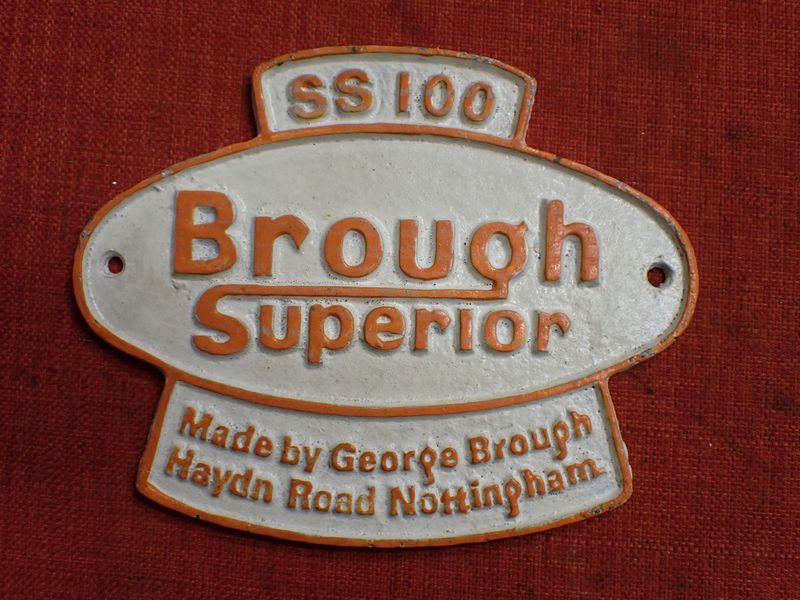 SS 100
Brough
Superior
Made by George Brough
Haydn Road Nottingham